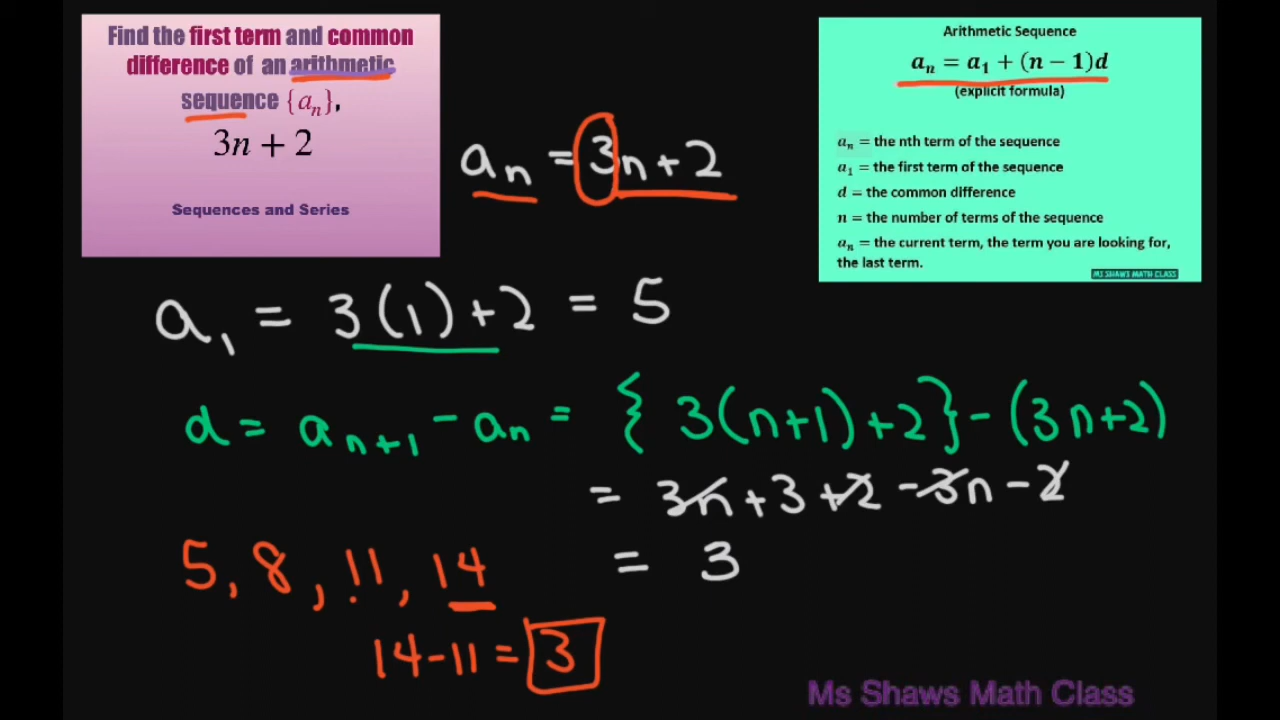 Find the first term and common
difference of an arithmetic
sequence {aₙ},
3n + 2
Sequences and Series
aₙ = 3n+2
Arithmetic Sequence
aₙ = a₁ + (n − 1)d
(explicit formula)
aₙ = the nth term of the sequence
a₁ = the first term of the sequence
d = the common difference
n = the number of terms of the sequence
aₙ = the current term, the term you are looking for,
the last term.
MS SHAWS MATH CLASS
a₁ = 3(1)+2 = 5
d = aₙ₊₁ - aₙ = { 3(n+1)+2} - (3n+2)
= 3n+3+2-3n-2
= 3
5, 8, 11, 14
14-11 = 3
Ms Shaws Math Class